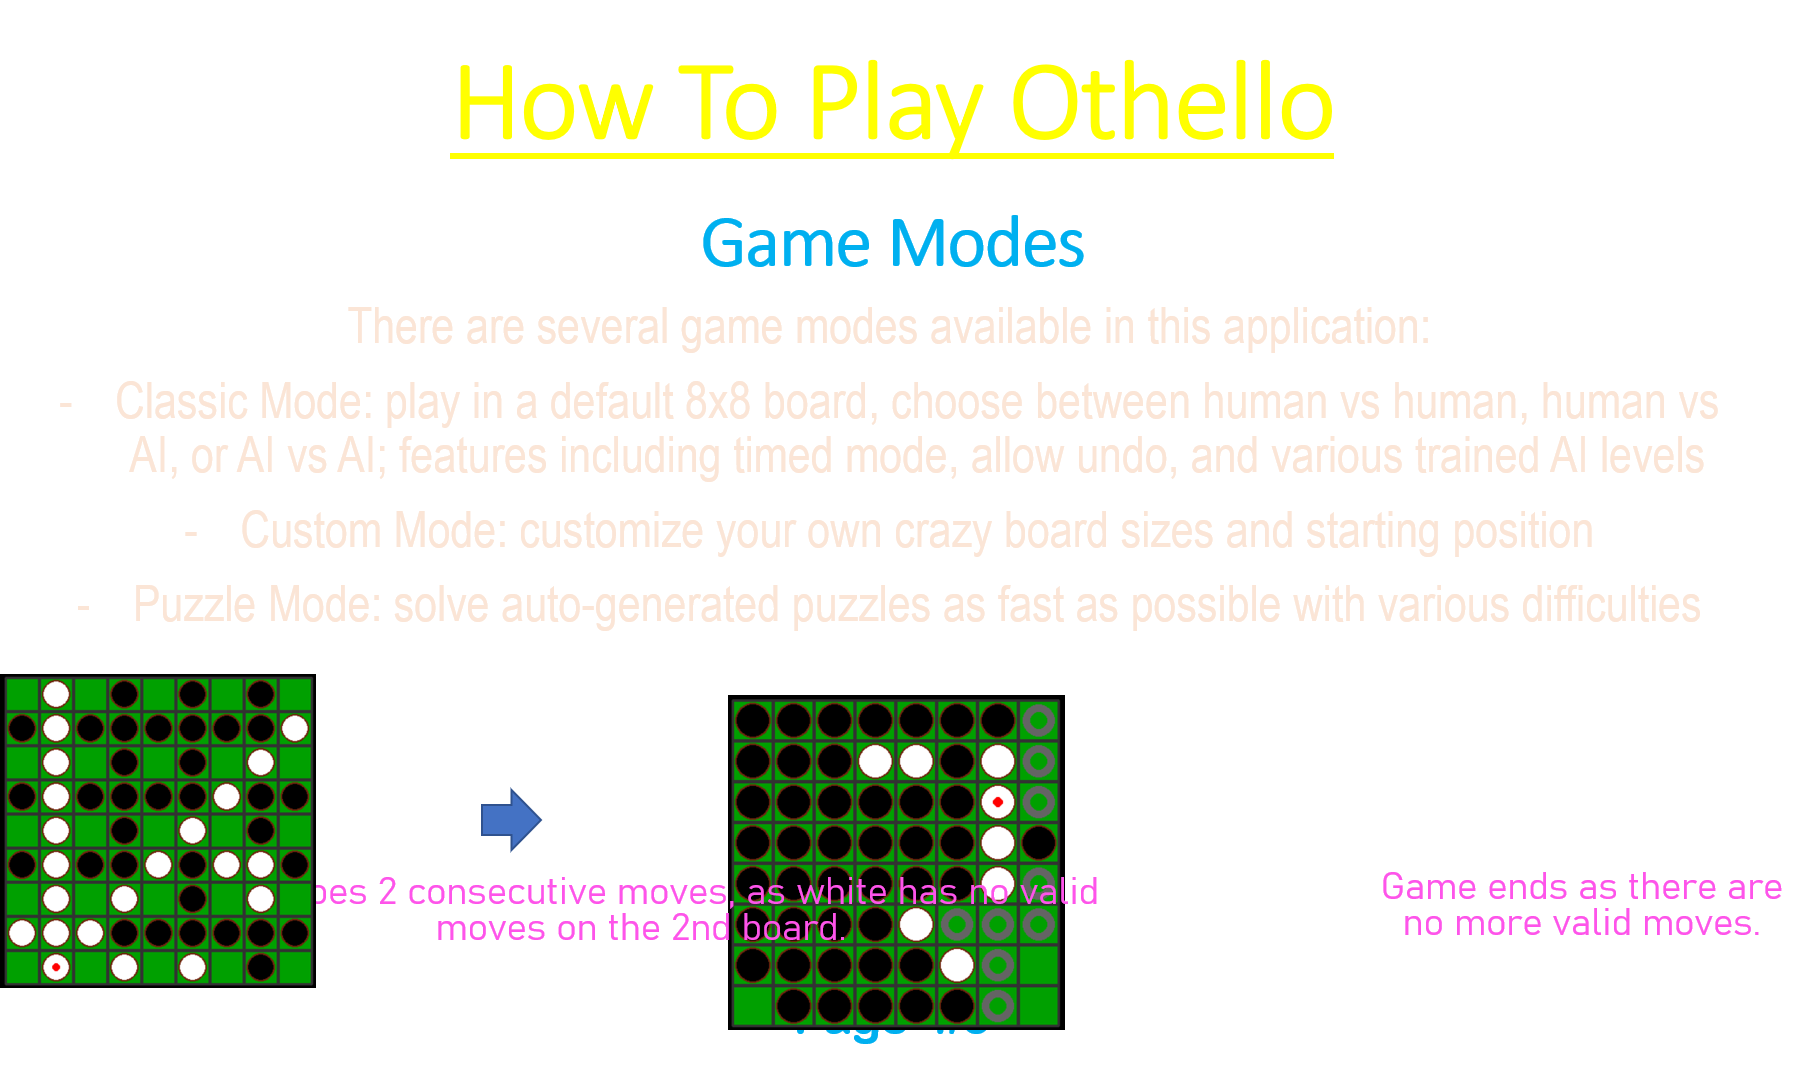 How To Play Othello
Game Modes
There are several game modes available in this application:
- Classic Mode: play in a default 8x8 board, choose between human vs human, human vs
AI, or AI vs AI; features including timed mode, allow undo, and various trained AI levels
- Custom Mode: customize your own crazy board sizes and starting position
- Puzzle Mode: solve auto-generated puzzles as fast as possible with various difficulties
2 consecutive moves, as white has no valid
moves on the 2nd board.
Game ends as there are
no more valid moves.